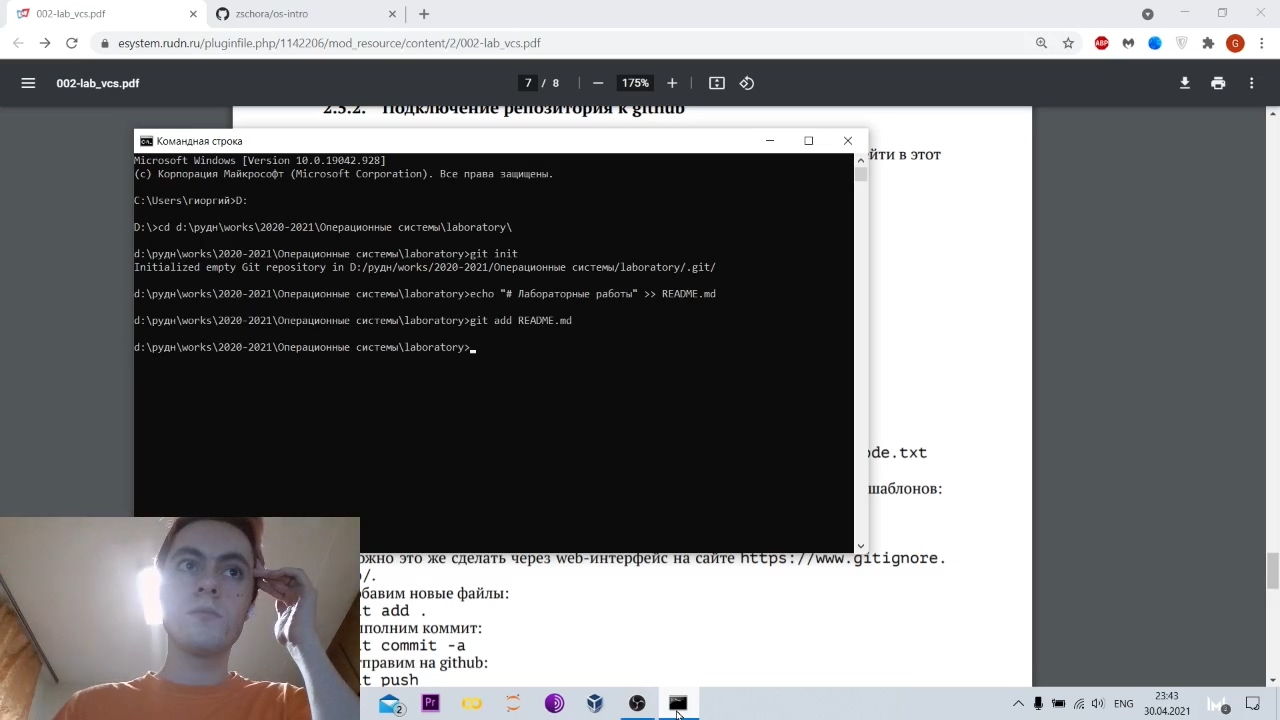 002-lab_vcs.pdf
zschora/os-intro
esystem.rudn.ru/pluginfile.php/1142206/mod_resource/content/2/002-lab_vcs.pdf
ABP
G
002-lab_vcs.pdf
7 / 8
175%
2.5.2. Подключение репозитория к github
Командная строка
йти в этот
Microsoft Windows [Version 10.0.19042.928]
(c) Корпорация Майкрософт (Microsoft Corporation). Все права защищены.
C:\Users\гиоргий>D:
D:\>cd d:\рудн\works\2020-2021\Операционные системы\laboratory\
d:\рудн\works\2020-2021\Операционные системы\laboratory>git init
Initialized empty Git repository in D:/рудн/works/2020-2021/Операционные системы/laboratory/.git/
d:\рудн\works\2020-2021\Операционные системы\laboratory>echo "# Лабораторные работы" >> README.md
d:\рудн\works\2020-2021\Операционные системы\laboratory>git add README.md
d:\рудн\works\2020-2021\Операционные системы\laboratory>
ode.txt
шаблонов:
ожно это же сделать через web-интерфейс на сайте https://www.gitignore.
/.
бавим новые файлы:
t add .
полним коммит:
t commit -a
тправим на github:
t push
2
Pr
ENG
23:43
30.04.2021